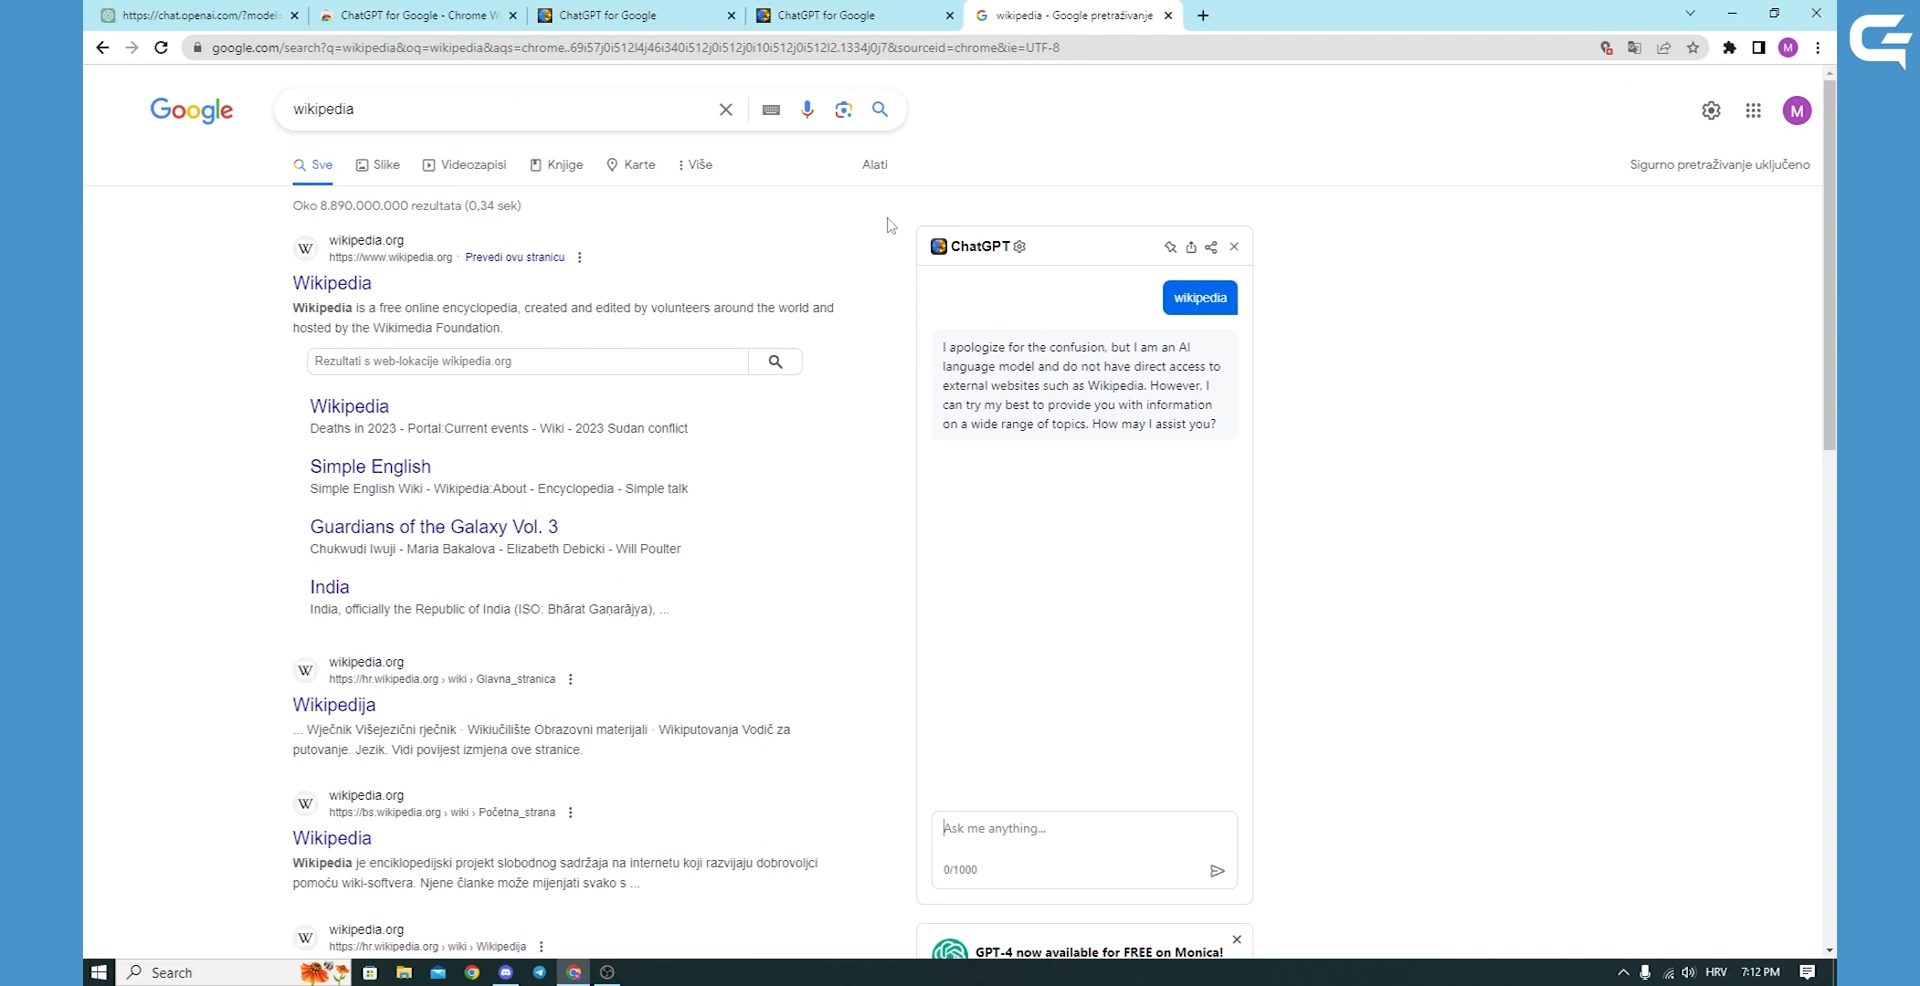 https://chat.openai.com/?model=
ChatGPT for Google - Chrome W
ChatGPT for Google
ChatGPT for Google
wikipedia - Google pretraživanje
google.com/search?q=wikipedia&oq=wikipedia&aqs=chrome..69i57j0i512l4j46i340i512j0i512j0i10i512j0i512l2.1334j0j7&sourceid=chrome&ie=UTF-8
M
Google
wikipedia
M
Sve
Slike
Videozapisi
Knjige
Karte
Više
Alati
Sigurno pretraživanje uključeno
Oko 8.890.000.000 rezultata (0,34 sek)
W
wikipedia.org
https://www.wikipedia.org · Prevedi ovu stranicu
Wikipedia
Wikipedia is a free online encyclopedia, created and edited by volunteers around the world and
hosted by the Wikimedia Foundation.
Rezultati s web-lokacije wikipedia.org
Wikipedia
Deaths in 2023 - Portal:Current events - Wiki - 2023 Sudan conflict
Simple English
Simple English Wiki - Wikipedia:About - Encyclopedia - Simple talk
Guardians of the Galaxy Vol. 3
Chukwudi Iwuji - Maria Bakalova - Elizabeth Debicki - Will Poulter
India
India, officially the Republic of India (ISO: Bhārat Gaṇarājya), ...
W
wikipedia.org
https://hr.wikipedia.org › wiki › Glavna_stranica
Wikipedija
... Wječnik Višejezični rječnik · Wikiučilište Obrazovni materijali · Wikiputovanja Vodič za
putovanje. Jezik. Vidi povijest izmjena ove stranice.
W
wikipedia.org
https://bs.wikipedia.org › wiki › Početna_strana
Wikipedia
Wikipedia je enciklopedijski projekt slobodnog sadržaja na internetu koji razvijaju dobrovoljci
pomoću wiki-softvera. Njene članke može mijenjati svako s ...
W
wikipedia.org
https://hr.wikipedia.org › wiki › Wikipedija
ChatGPT
wikipedia
I apologize for the confusion, but I am an AI
language model and do not have direct access to
external websites such as Wikipedia. However, I
can try my best to provide you with information
on a wide range of topics. How may I assist you?
Ask me anything...
0/1000
GPT-4 now available for FREE on Monica!
Search
HRV
7:12 PM